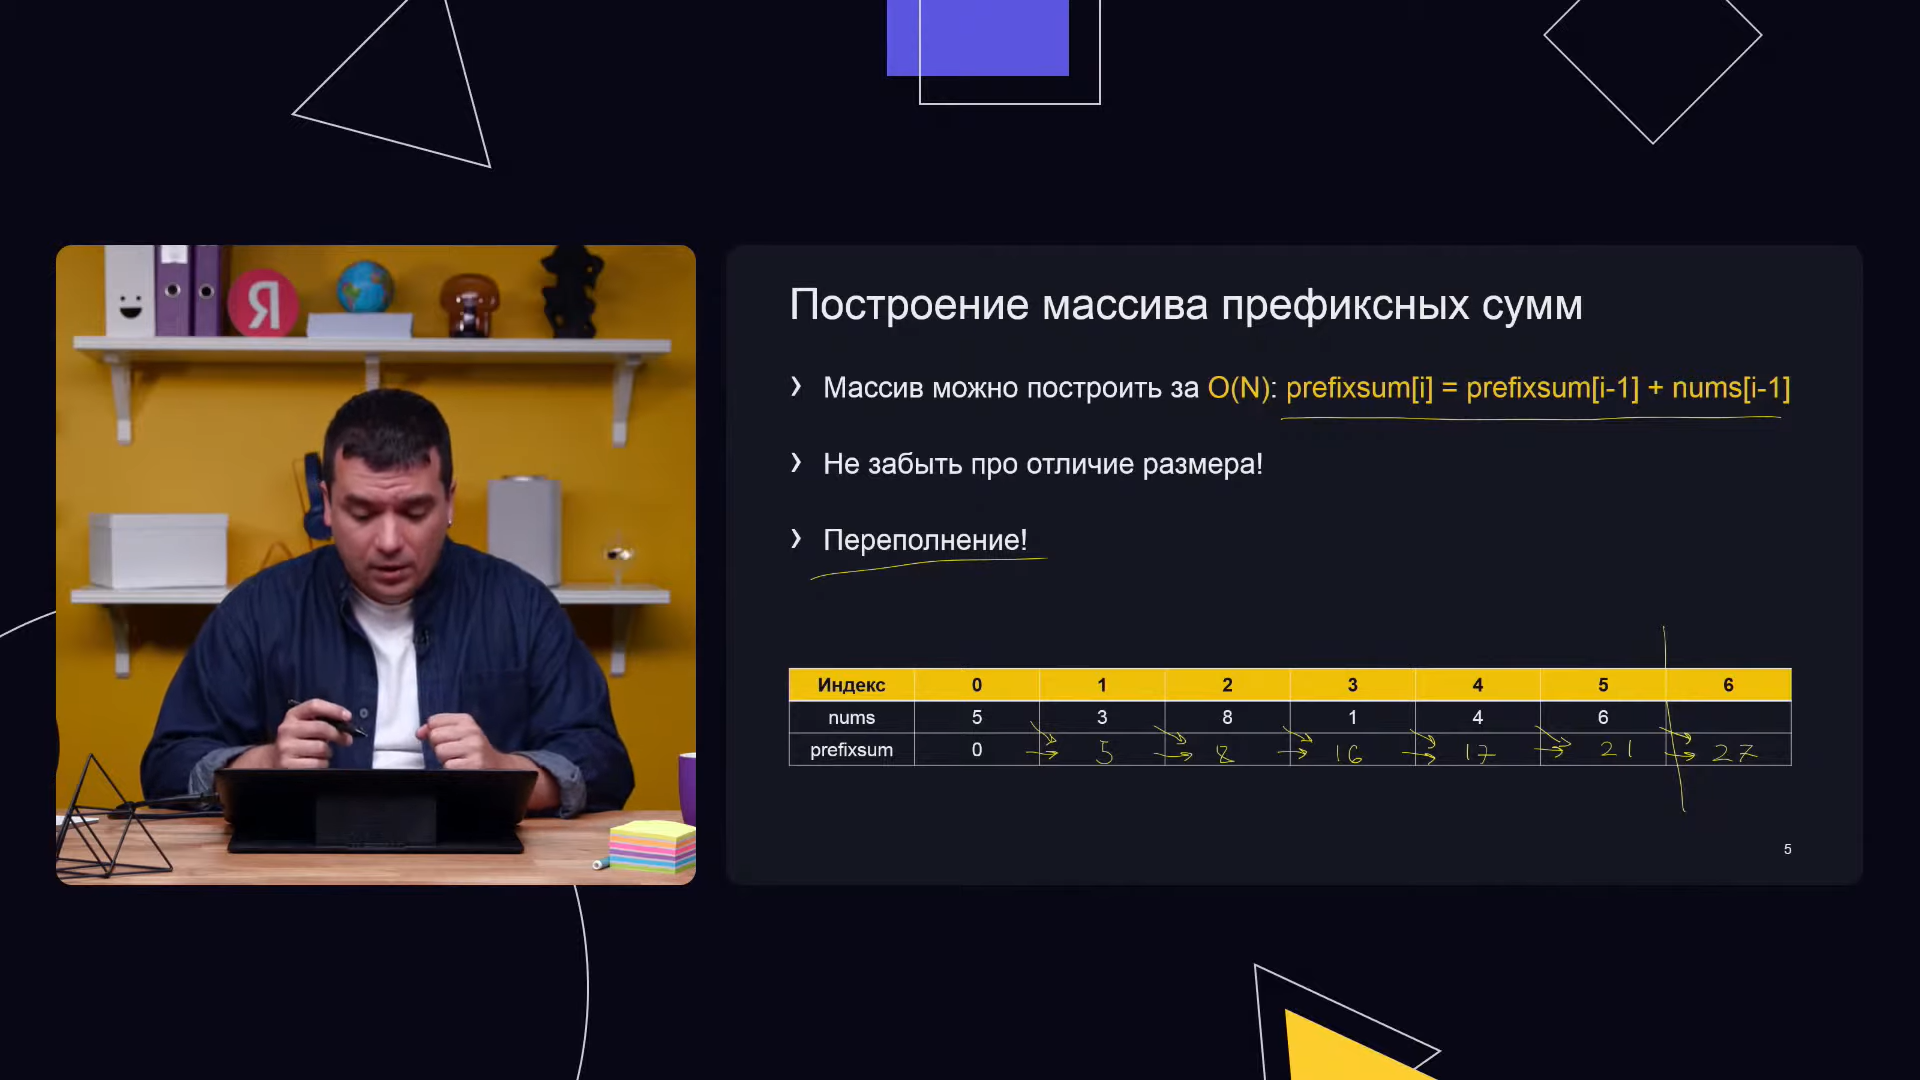 Я
Построение массива префиксных сумм
› Массив можно построить за O(N): prefixsum[i] = prefixsum[i-1] + nums[i-1]
› Не забыть про отличие размера!
› Переполнение!
Индекс 0 1 2 3 4 5 6
nums 5 3 8 1 4 6
prefixsum 0 5 8 16 17 21 27
5